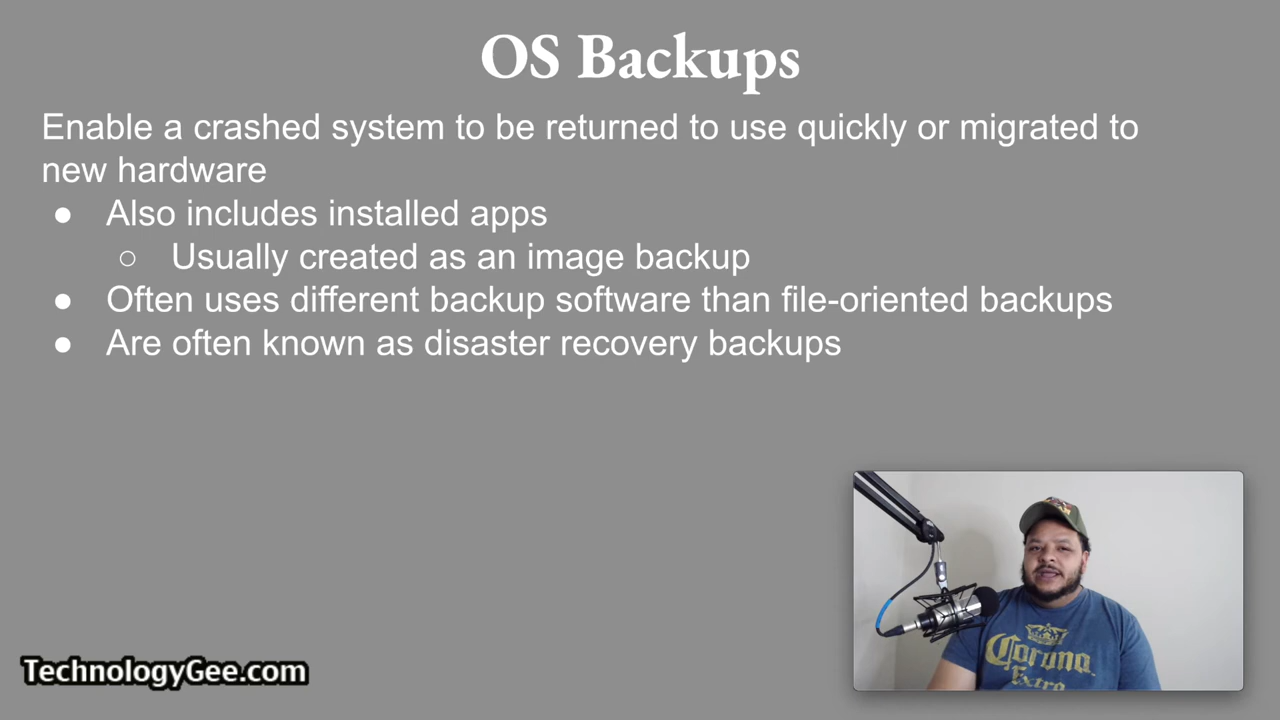 OS Backups
Enable a crashed system to be returned to use quickly or migrated to
new hardware
● Also includes installed apps
○ Usually created as an image backup
● Often uses different backup software than file-oriented backups
● Are often known as disaster recovery backups
Corona
Extra
TechnologyGee.com